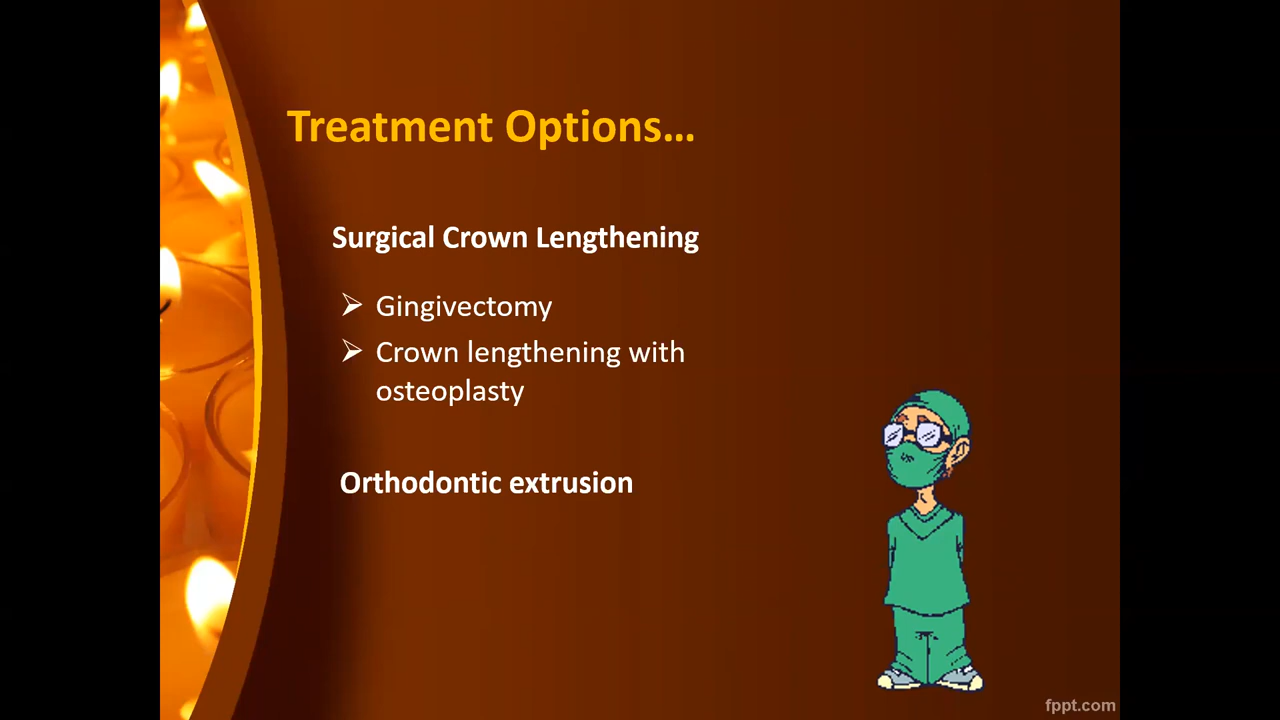 Treatment Options...
Surgical Crown Lengthening
➢ Gingivectomy
➢ Crown lengthening with
osteoplasty
Orthodontic extrusion
fppt.com